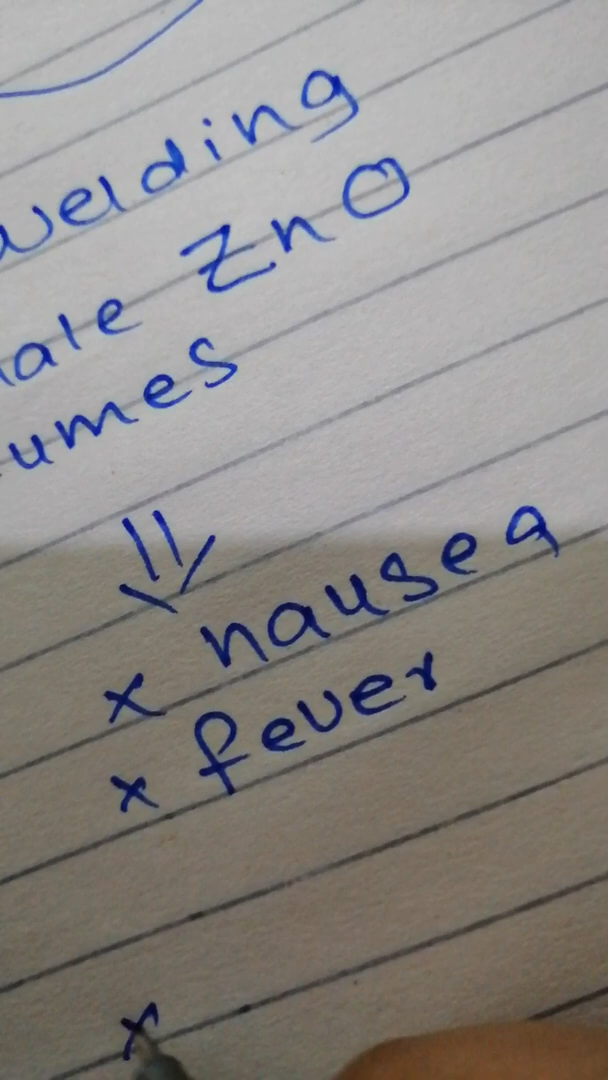 welding
ale ZnO
umes
⇓
x nausea
x fever
x